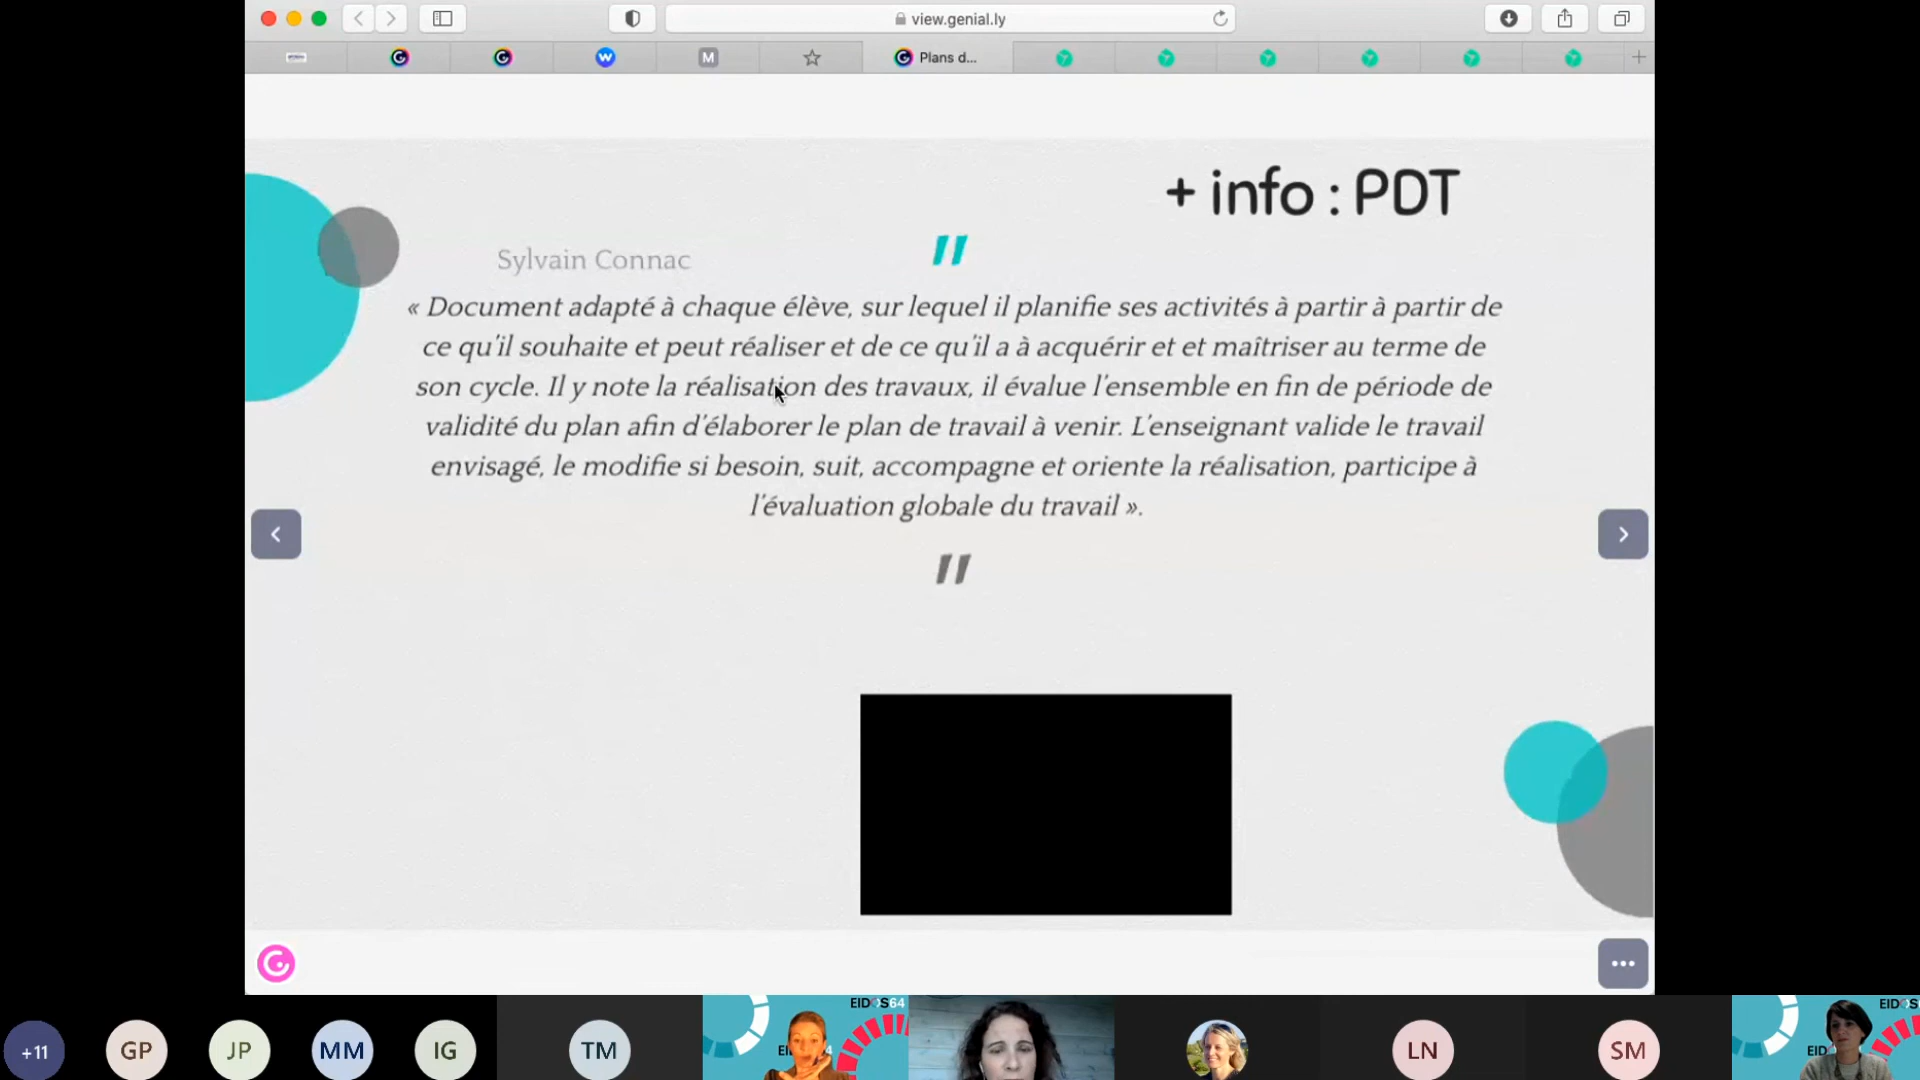 view.genial.ly
M
Plans d...
+ info : PDT
Sylvain Connac
"
« Document adapté à chaque élève, sur lequel il planifie ses activités à partir à partir de
ce qu'il souhaite et peut réaliser et de ce qu'il a à acquérir et et maîtriser au terme de
son cycle. Il y note la réalisation des travaux, il évalue l'ensemble en fin de période de
validité du plan afin d'élaborer le plan de travail à venir. L'enseignant valide le travail
envisagé, le modifie si besoin, suit, accompagne et oriente la réalisation, participe à
l'évaluation globale du travail ».
"
+11
GP
JP
MM
IG
TM
EIDOS64
EID
LN
SM
EIDOS
EID